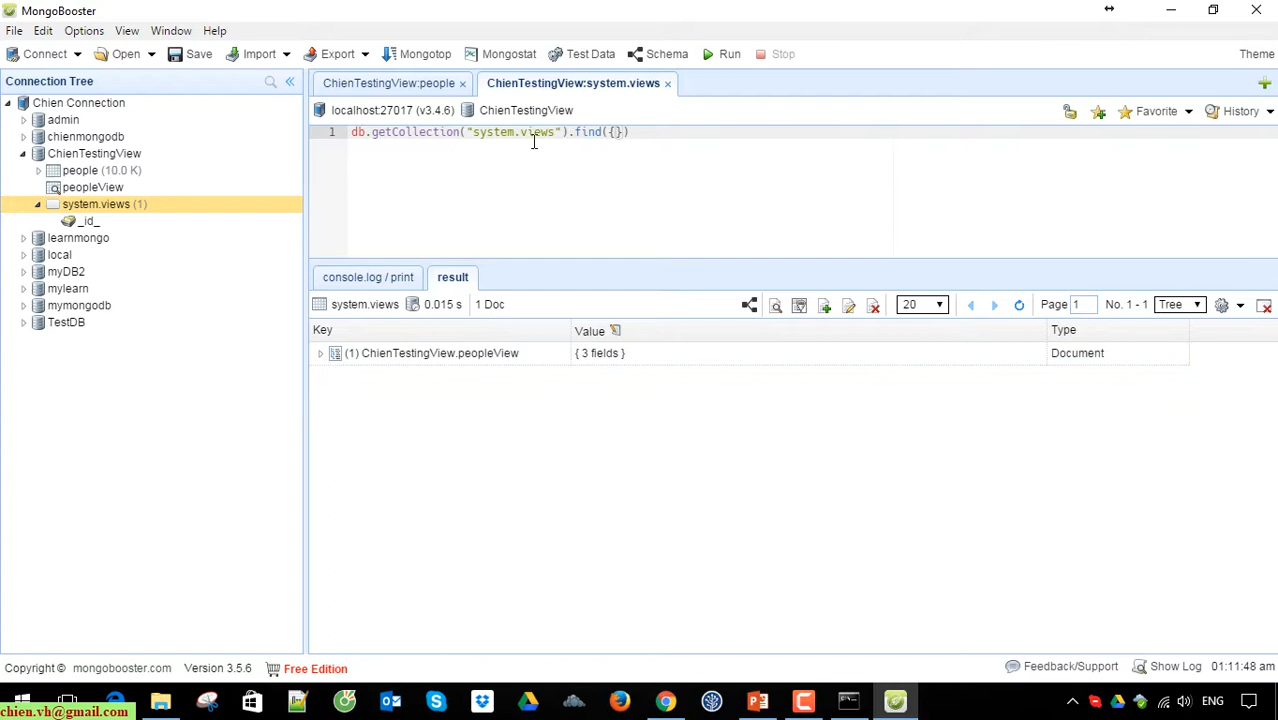 MongoBooster
File Edit Options View Window Help
Connect Open Save Import Export Mongotop Mongostat Test Data Schema Run Stop Theme
Connection Tree
Chien Connection
admin
chienmongodb
ChienTestingView
people (10.0 K)
peopleView
system.views (1)
_id_
learnmongo
local
myDB2
mylearn
mymongodb
TestDB
ChienTestingView:people × ChienTestingView:system.views ×
localhost:27017 (v3.4.6) ChienTestingView Favorite History
1 db.getCollection("system.views").find({})
console.log / print result
system.views 0.015 s 1 Doc 20 Page 1 No. 1 - 1 Tree
Key Value Type
(1) ChienTestingView.peopleView { 3 fields } Document
Copyright © mongobooster.com Version 3.5.6 Free Edition Feedback/Support Show Log 01:11:48 am
ENG
chien.vh@gmail.com